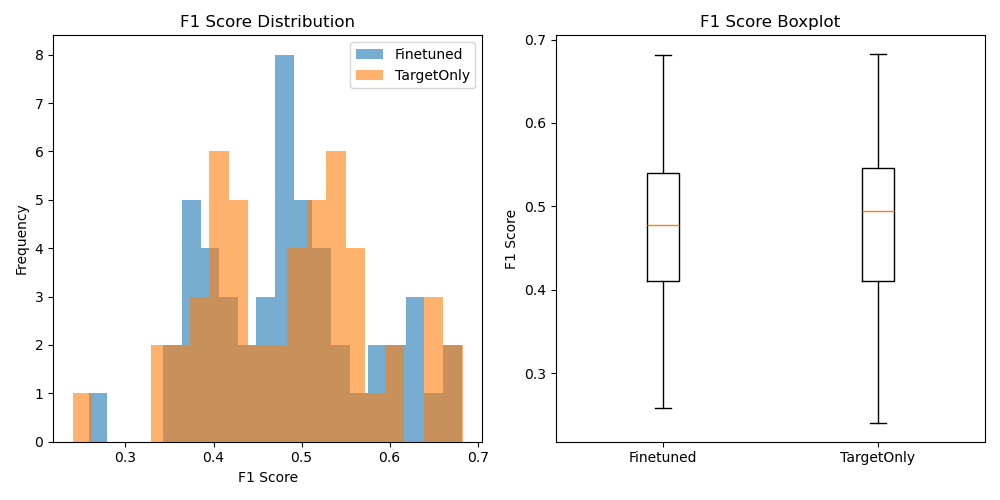 F1 Score Distribution
Finetuned
TargetOnly
8
7
6
5
4
3
2
1
0
Frequency
0.3 0.4 0.5 0.6 0.7
F1 Score
F1 Score Boxplot
0.7
0.6
0.5
0.4
0.3
F1 Score
Finetuned TargetOnly